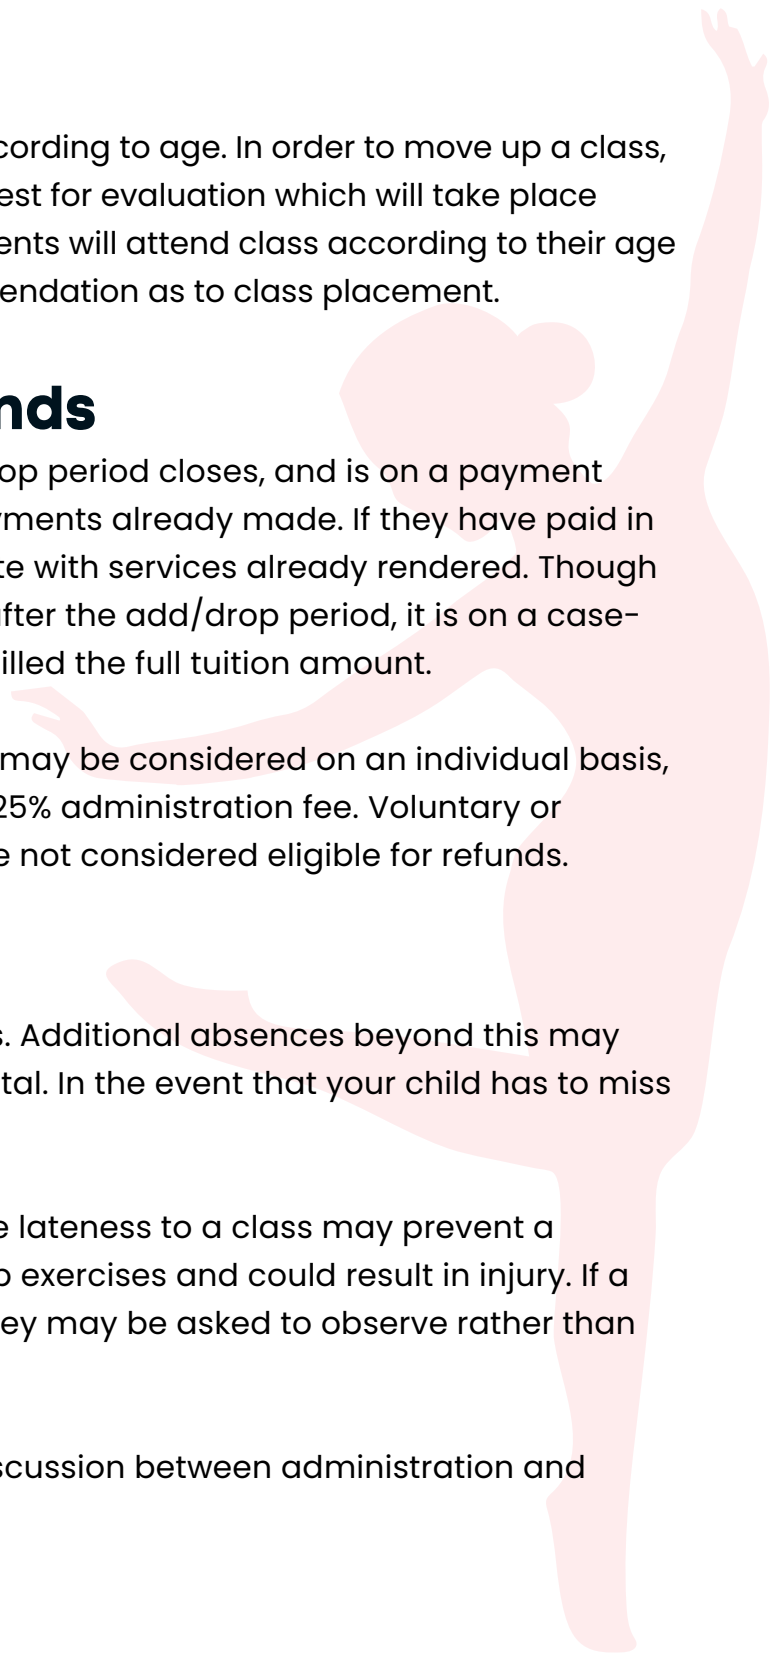 cording to age. In order to move up a class,
est for evaluation which will take place
ents will attend class according to their age
endation as to class placement.
nds
op period closes, and is on a payment
yments already made. If they have paid in
te with services already rendered. Though
after the add/drop period, it is on a case-
illed the full tuition amount.
may be considered on an individual basis,
25% administration fee. Voluntary or
e not considered eligible for refunds.
s. Additional absences beyond this may
tal. In the event that your child has to miss
e lateness to a class may prevent a
p exercises and could result in injury. If a
ey may be asked to observe rather than
scussion between administration and